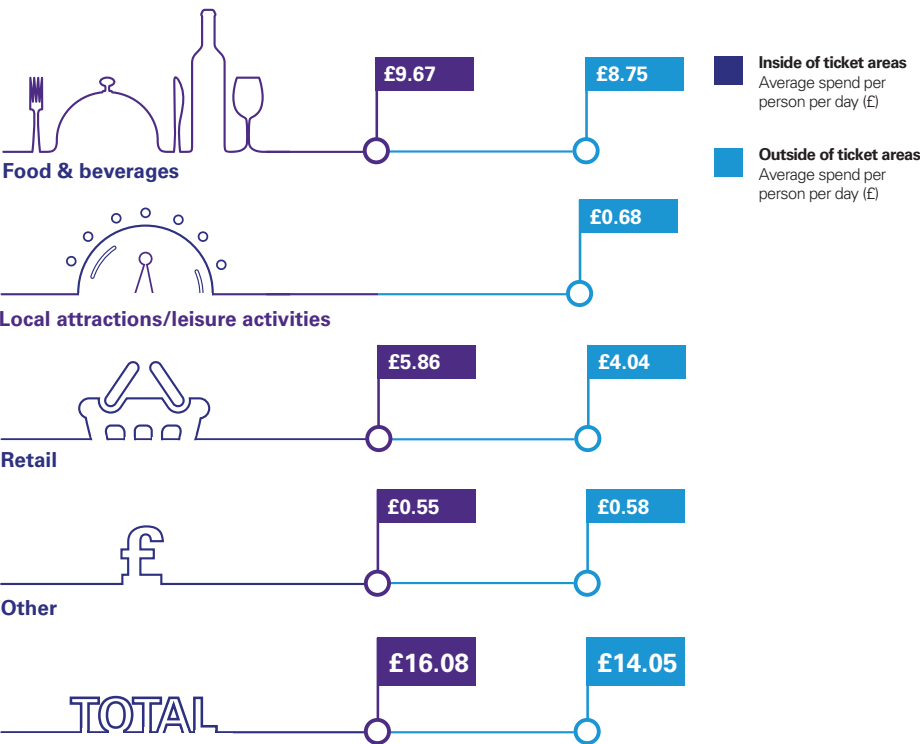 £9.67
£8.75
Inside of ticket areas
Average spend per
person per day (£)
Food & beverages
Outside of ticket areas
Average spend per
person per day (£)
£0.68
Local attractions/leisure activities
£5.86
£4.04
Retail
£0.55
£0.58
£
Other
£16.08
£14.05
TOTAL